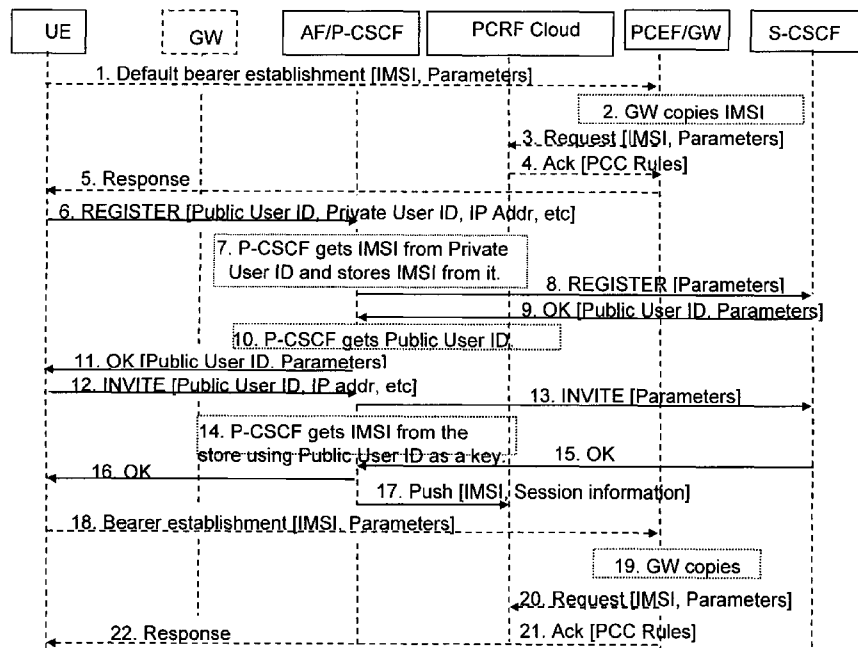 UE
GW
AF/P-CSCF
PCRF Cloud
PCEF/GW
S-CSCF
1. Default bearer establishment [IMSI, Parameters]
2. GW copies IMSI
3. Request [IMSI, Parameters]
4. Ack [PCC Rules]
5. Response
6. REGISTER [Public User ID, Private User ID, IP Addr, etc]
7. P-CSCF gets IMSI from Private
User ID and stores IMSI from it.
8. REGISTER [Parameters]
9. OK [Public User ID, Parameters]
10. P-CSCF gets Public User ID.
11. OK [Public User ID, Parameters]
12. INVITE [Public User ID, IP addr, etc]
13. INVITE [Parameters]
14. P-CSCF gets IMSI from the
store using Public User ID as a key.
15. OK
16. OK
17. Push [IMSI, Session information]
18. Bearer establishment [IMSI, Parameters]
19. GW copies
20. Request [IMSI, Parameters]
21. Ack [PCC Rules]
22. Response